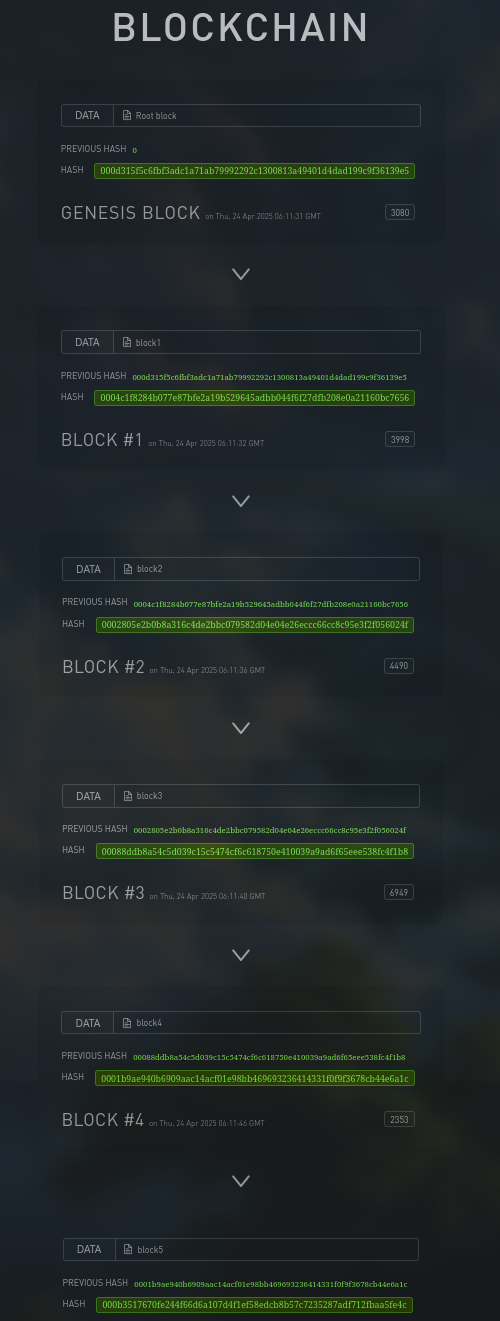 BLOCKCHAIN
DATA Root block
PREVIOUS HASH 0
HASH 000d315f5c6fbf3adc1a71ab79992292c1300813a49401d4dad199c9f36139e5
GENESIS BLOCK on Thu, 24 Apr 2025 06:11:31 GMT 3080
DATA block1
PREVIOUS HASH 000d315f5c6fbf3adc1a71ab79992292c1300813a49401d4dad199c9f36139e5
HASH 0004c1f8284b077e87bfe2a19b529645adbb044f6f27dfb208e0a21160bc7656
BLOCK #1 on Thu, 24 Apr 2025 06:11:32 GMT 3998
DATA block2
PREVIOUS HASH 0004c1f8284b077e87bfe2a19b529645adbb044f6f27dfb208e0a21160bc7656
HASH 0002805e2b0b8a316c4de2bbc079582d04e04e26eccc66cc8c95e3f2f056024f
BLOCK #2 on Thu, 24 Apr 2025 06:11:36 GMT 4490
DATA block3
PREVIOUS HASH 0002805e2b0b8a316c4de2bbc079582d04e04e26eccc66cc8c95e3f2f056024f
HASH 00088ddb8a54c5d039c15c5474cf6c618750e410039a9ad6f65eee538fc4f1b8
BLOCK #3 on Thu, 24 Apr 2025 06:11:40 GMT 6949
DATA block4
PREVIOUS HASH 00088ddb8a54c5d039c15c5474cf6c618750e410039a9ad6f65eee538fc4f1b8
HASH 0001b9ae940b6909aac14acf01e98bb469693236414331f0f9f3678cb44e6a1c
BLOCK #4 on Thu, 24 Apr 2025 06:11:46 GMT 2353
DATA block5
PREVIOUS HASH 0001b9ae940b6909aac14acf01e98bb469693236414331f0f9f3678cb44e6a1c
HASH 000b3517670fe244f66d6a107d4f1ef58edcb8b57c7235287adf712fbaa5fe4c